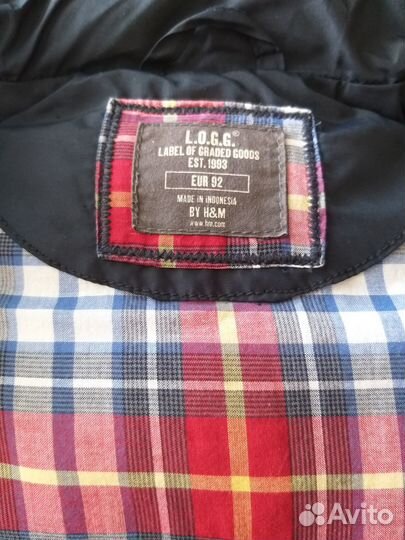 L.O.G.G.®
LABEL OF GRADED GOODS
EST. 1993
EUR 92
MADE IN INDONESIA
BY H&M
www.hm.com
Avito